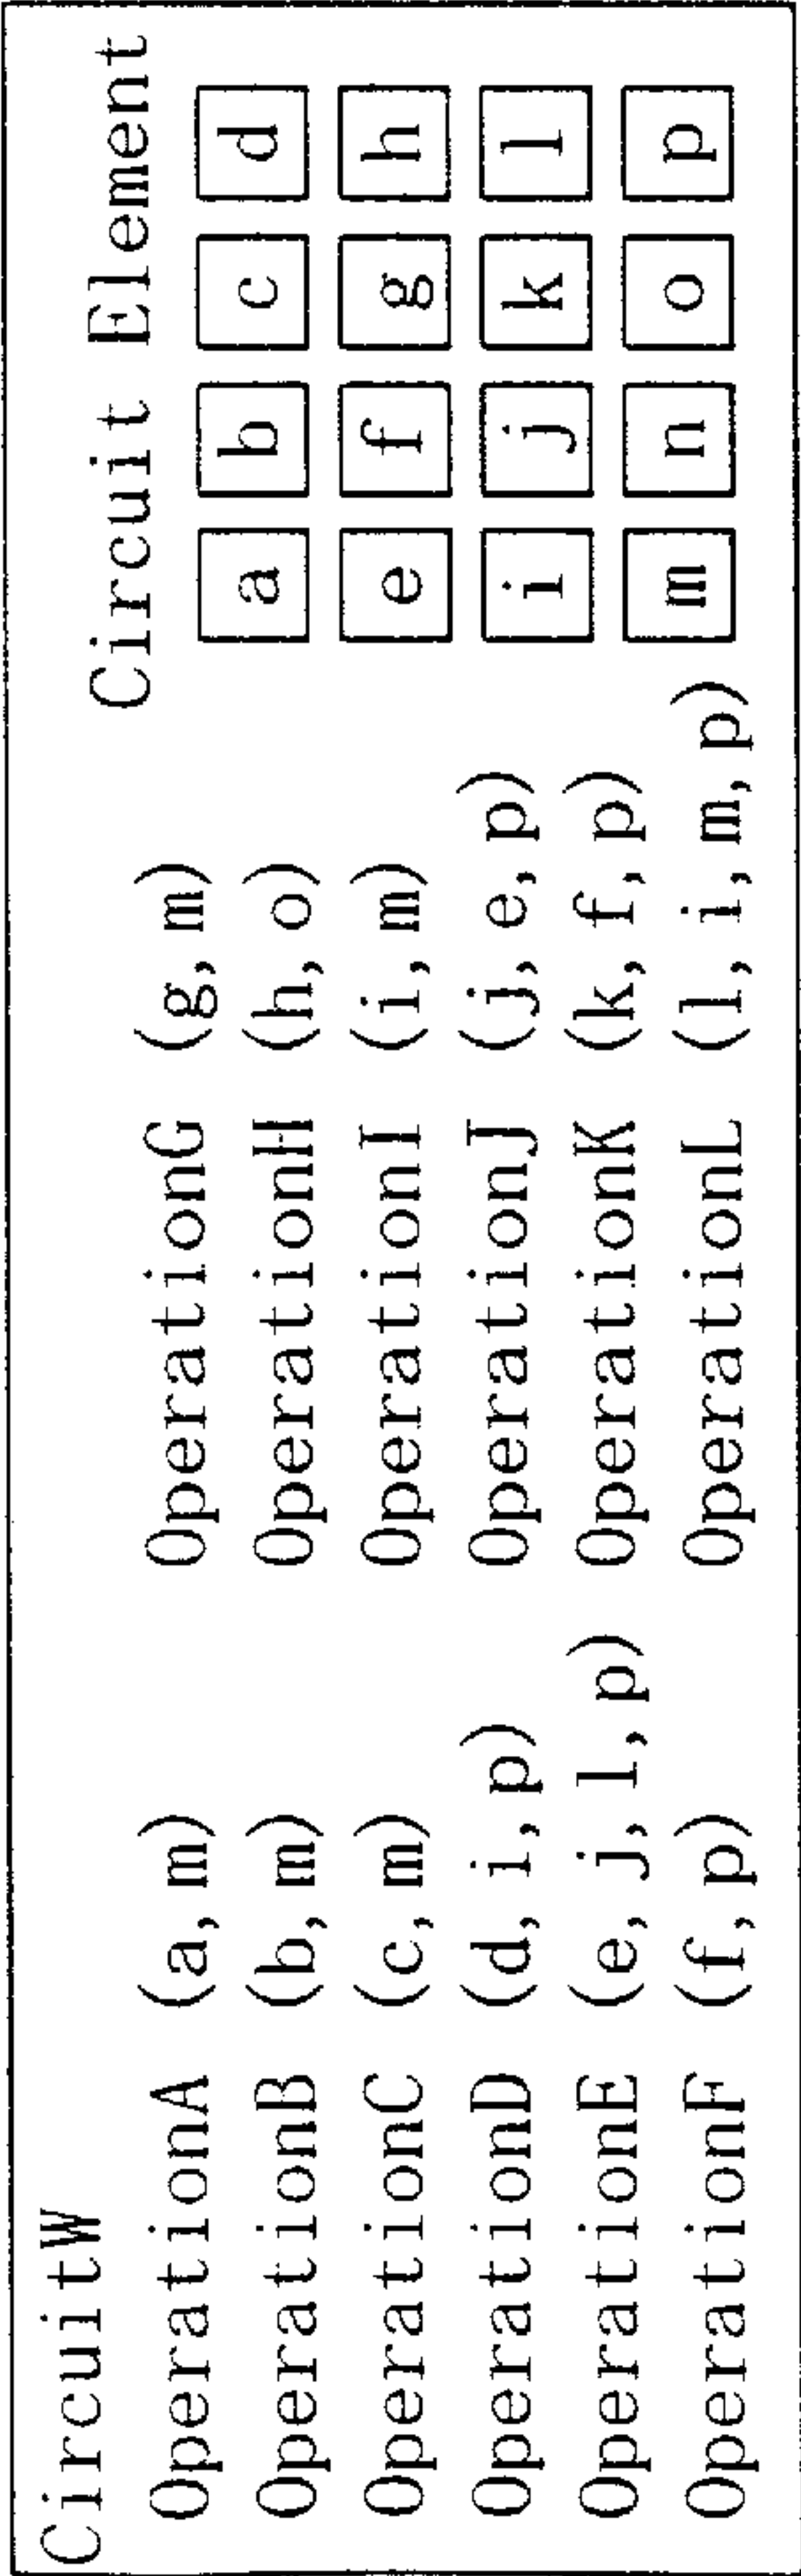 CircuitW
OperationA (a, m)
OperationB (b, m)
OperationC (c, m)
OperationD (d, i, p)
OperationE (e, j, l, p)
OperationF (f, p)
OperationG (g, m)
OperationH (h, o)
OperationI (i, m)
OperationJ (j, e, p)
OperationK (k, f, p)
OperationL (l, i, m, p)
Circuit Element
a b c d
e f g h
i j k l
m n o p